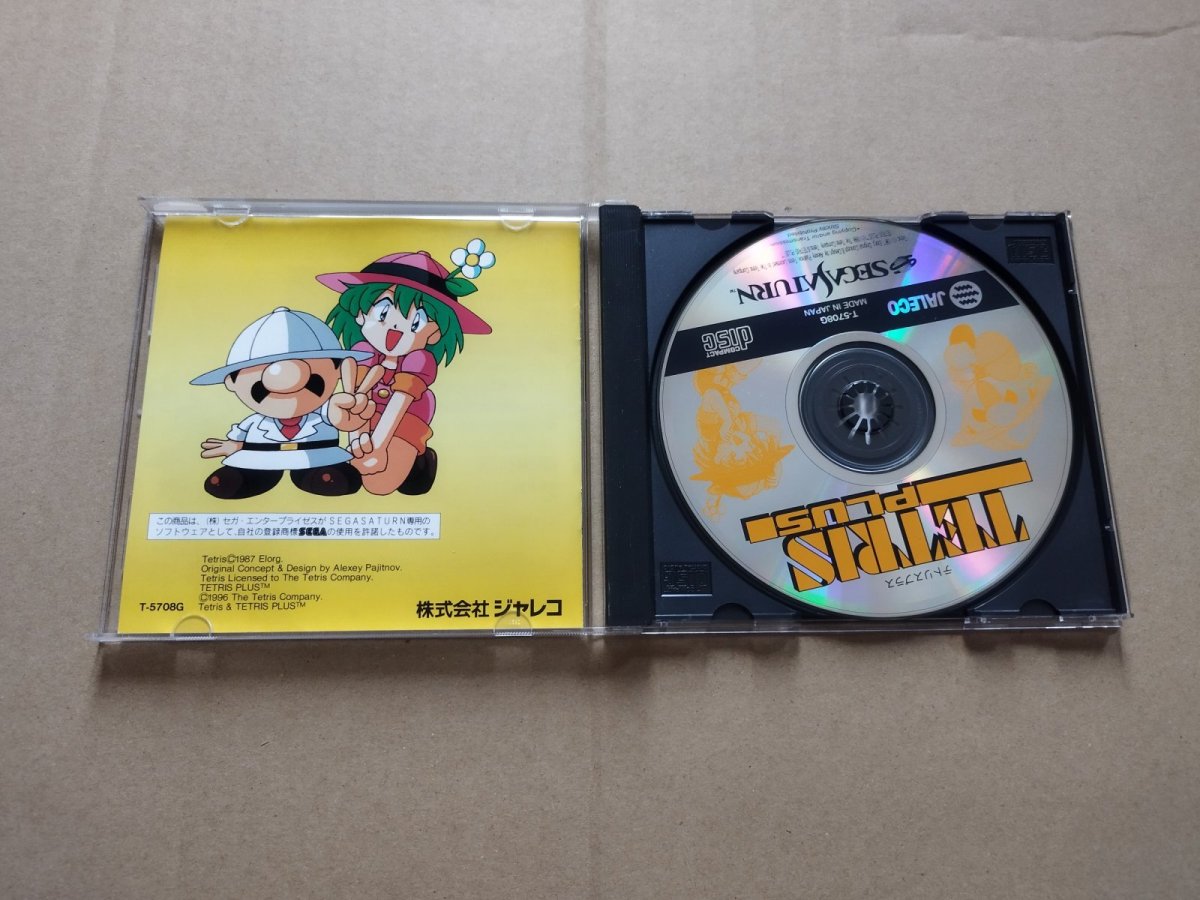 この商品は、(株)セガ・エンタープライゼスがSEGASATURN専用の
ソフトウェアとして、自社の登録商標SEGAの使用を許諾したものです。
Tetris©1987 Elorg.
Original Concept & Design by Alexey Pajitnov.
Tetris Licensed to The Tetris Company.
TETRIS PLUS™
©1996 The Tetris Company.
Tetris & TETRIS PLUS™
T-5708G
株式会社 ジャレコ
テトリスプラス
TETRIS
PLUS
COMPACT
disc
JALECO
T-5708G
MADE IN JAPAN
SEGASATURN™